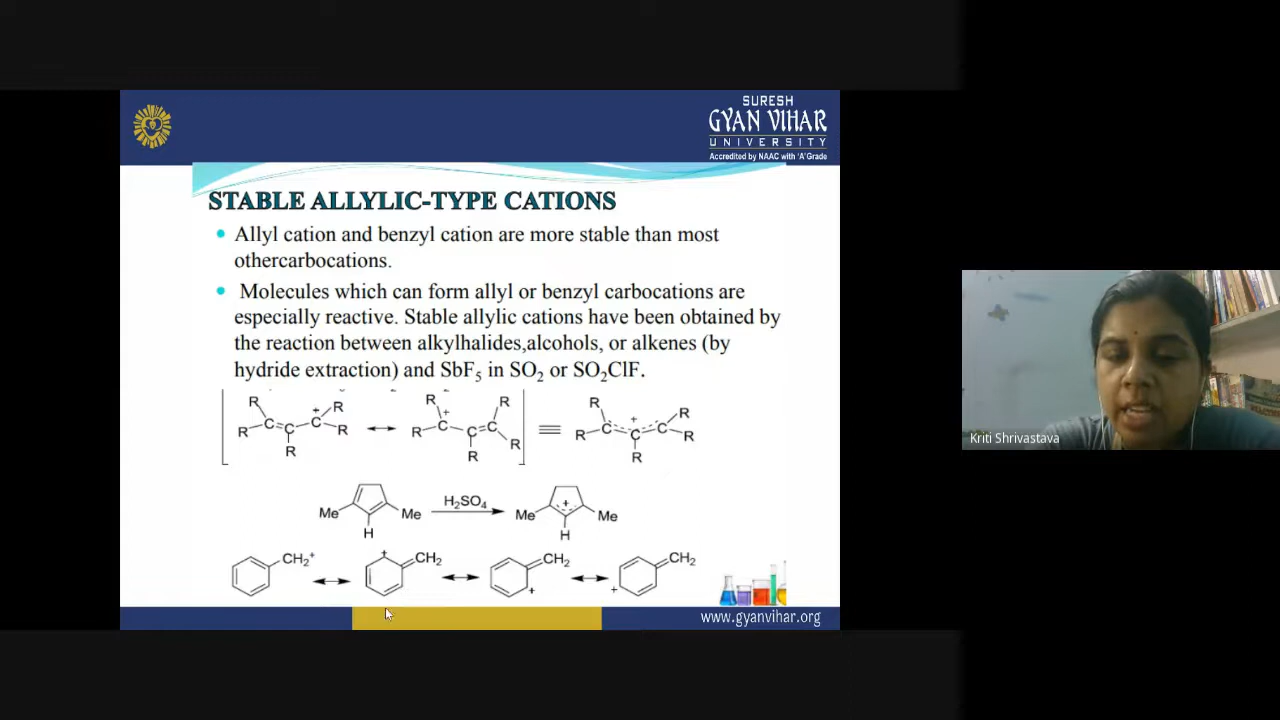 SURESH
GYAN VIHAR
UNIVERSITY
Accredited by NAAC with 'A'Grade
STABLE ALLYLIC-TYPE CATIONS
Allyl cation and benzyl cation are more stable than most
othercarbocations.
Molecules which can form allyl or benzyl carbocations are
especially reactive. Stable allylic cations have been obtained by
the reaction between alkylhalides,alcohols, or alkenes (by
hydride extraction) and SbF5 in SO2 or SO2ClF.
R + R R + R R R
R C C C R R C C C R R C C C R
R R R
+
Me Me H2SO4 Me + Me
H H
CH2+ + CH2 CH2 CH2
+ +
www.gyanvihar.org
Kriti Shrivastava